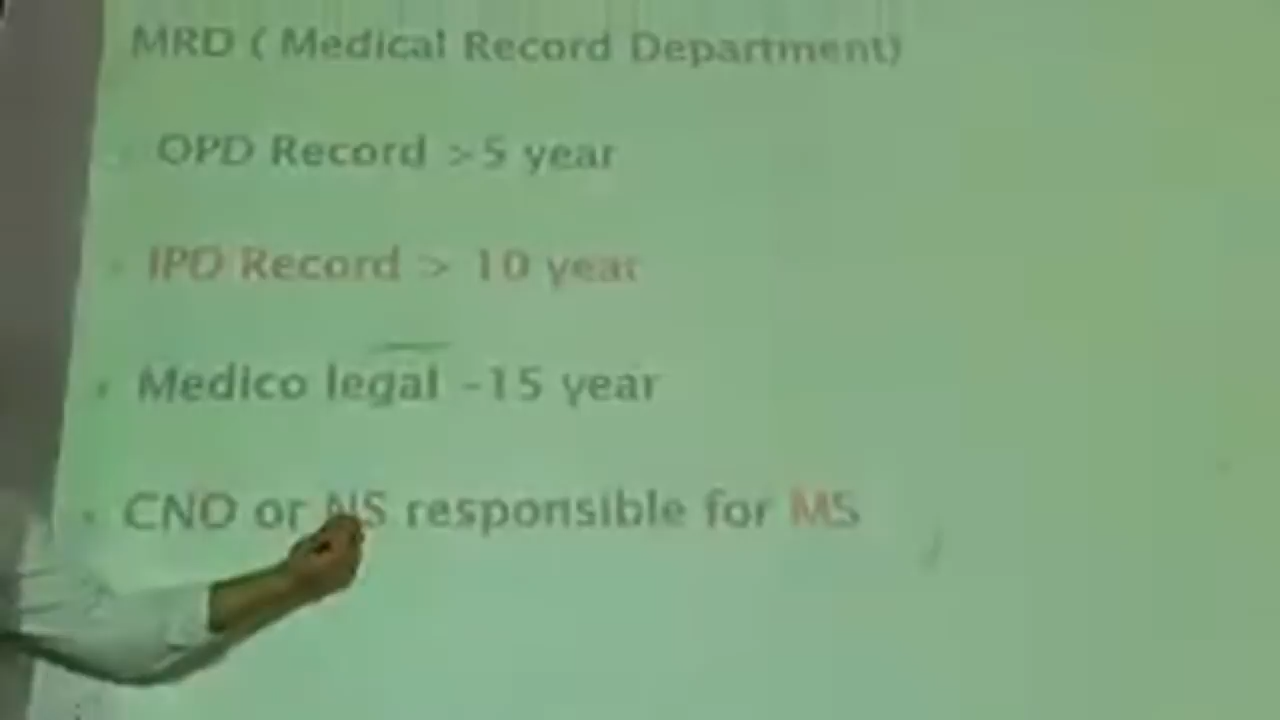 MRD ( Medical Record Department)
OPD Record >5 year
IPD Record > 10 year
Medico legal -15 year
CNO or NS responsible for MS